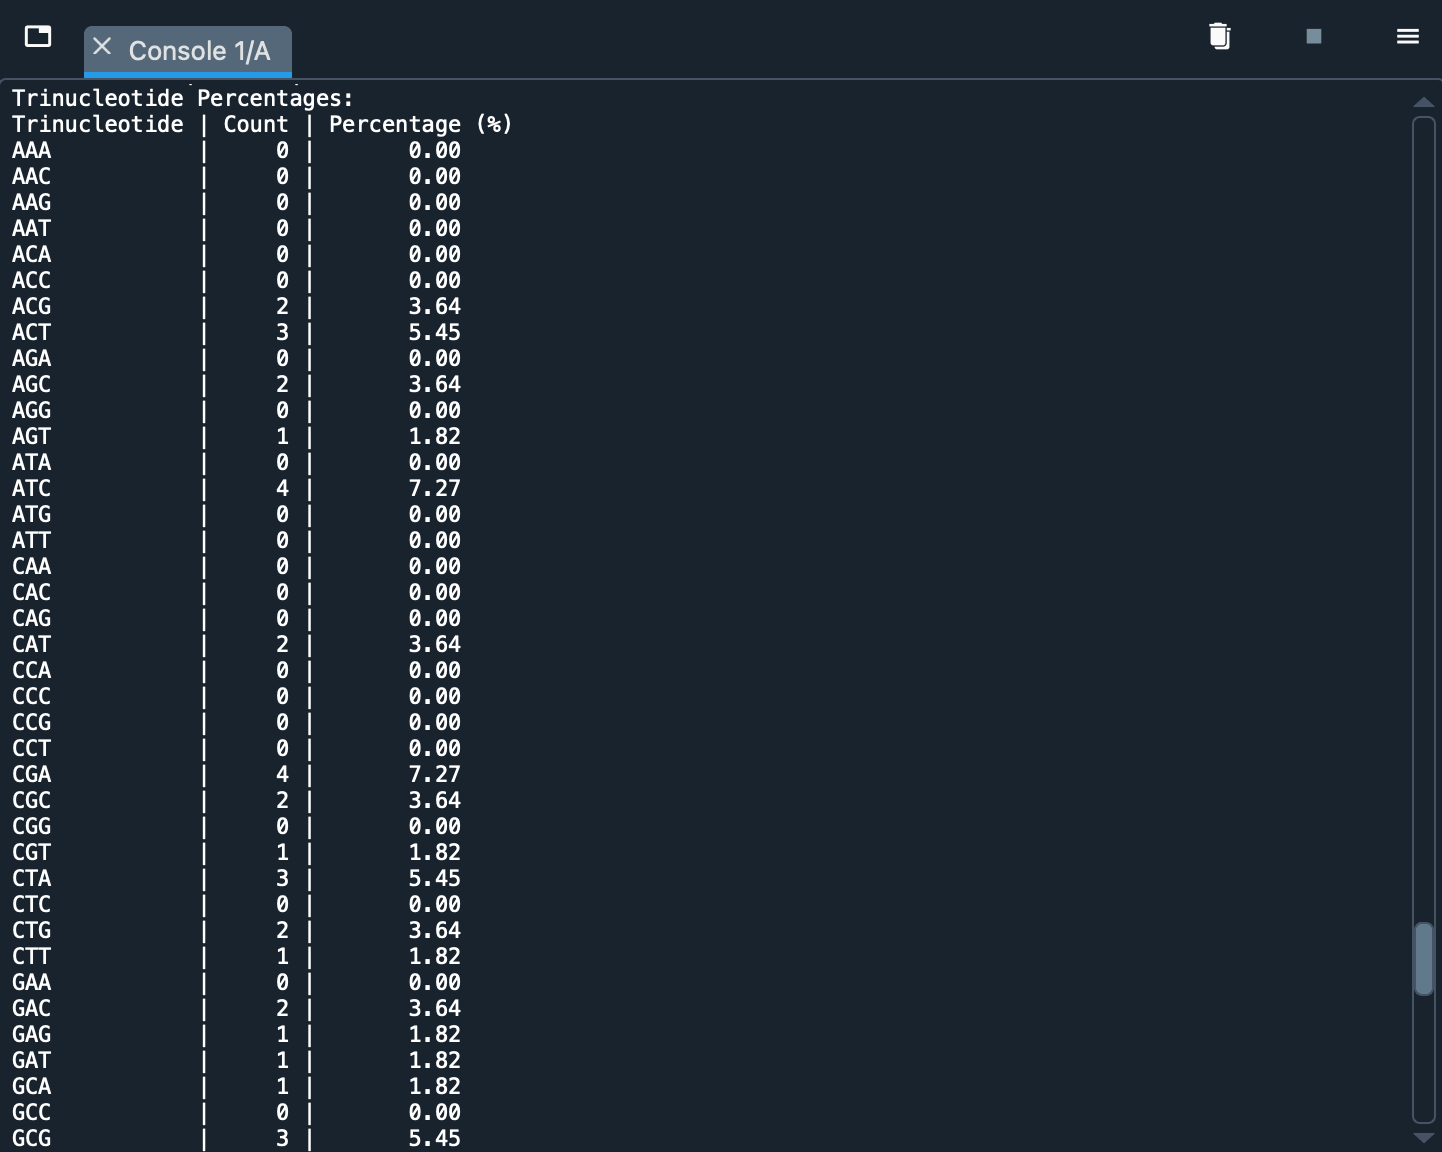 Console 1/A
Trinucleotide Percentages:
Trinucleotide | Count | Percentage (%)
AAA | 0 | 0.00
AAC | 0 | 0.00
AAG | 0 | 0.00
AAT | 0 | 0.00
ACA | 0 | 0.00
ACC | 0 | 0.00
ACG | 2 | 3.64
ACT | 3 | 5.45
AGA | 0 | 0.00
AGC | 2 | 3.64
AGG | 0 | 0.00
AGT | 1 | 1.82
ATA | 0 | 0.00
ATC | 4 | 7.27
ATG | 0 | 0.00
ATT | 0 | 0.00
CAA | 0 | 0.00
CAC | 0 | 0.00
CAG | 0 | 0.00
CAT | 2 | 3.64
CCA | 0 | 0.00
CCC | 0 | 0.00
CCG | 0 | 0.00
CCT | 0 | 0.00
CGA | 4 | 7.27
CGC | 2 | 3.64
CGG | 0 | 0.00
CGT | 1 | 1.82
CTA | 3 | 5.45
CTC | 0 | 0.00
CTG | 2 | 3.64
CTT | 1 | 1.82
GAA | 0 | 0.00
GAC | 2 | 3.64
GAG | 1 | 1.82
GAT | 1 | 1.82
GCA | 1 | 1.82
GCC | 0 | 0.00
GCG | 3 | 5.45